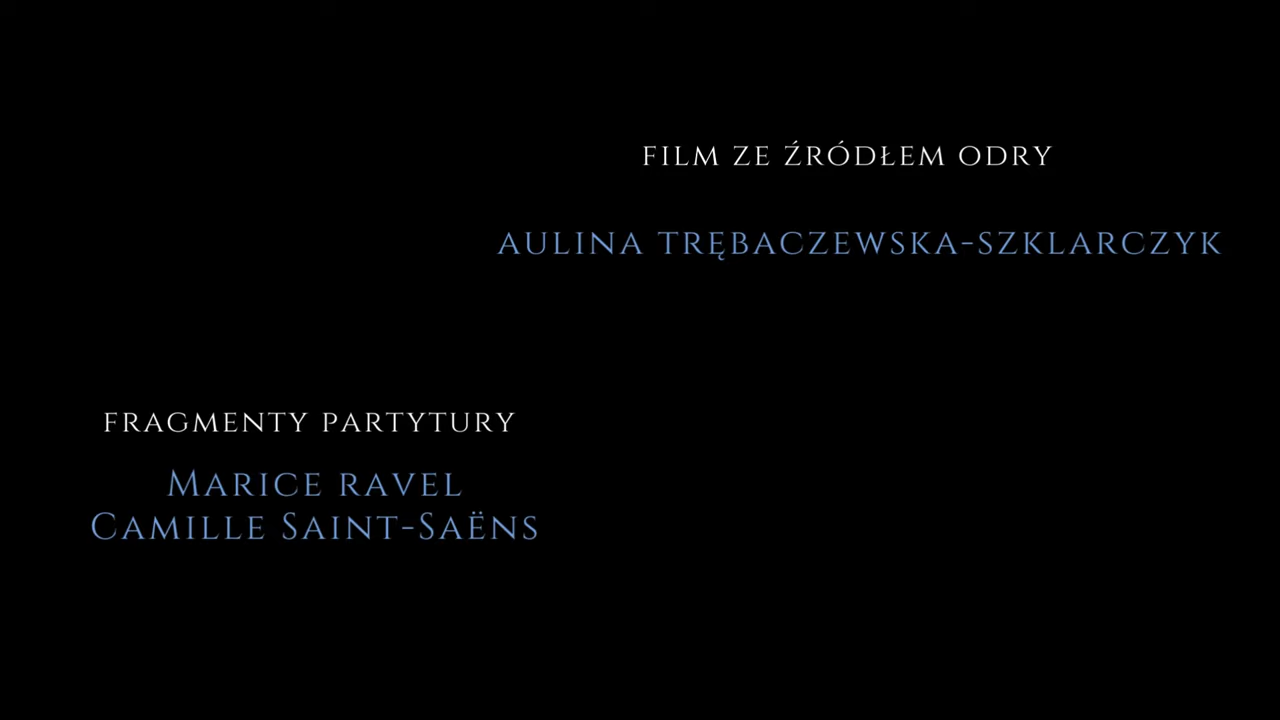 FILM ZE ŹRÓDŁEM ODRY
AULINA TRĘBACZEWSKA-SZKLARCZYK
FRAGMENTY PARTYTURY
MARICE RAVEL
CAMILLE SAINT-SAËNS